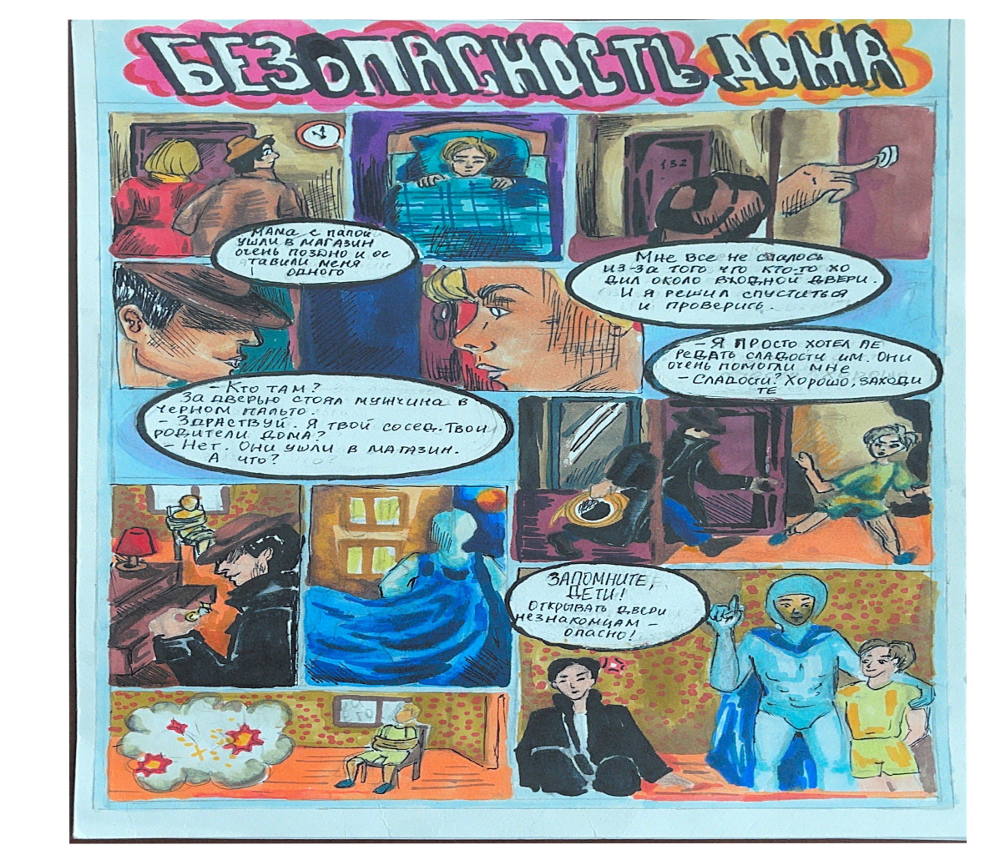 БЕЗОПАСНОСТЬ ДОМА
МАМА С ПАПОЙ
УШЛИ В МАГАЗИН
ОЧЕНЬ ПОЗДНО И ОС
ТАВИЛИ МЕНЯ
ОДНОГО
132
МНЕ ВСЕ НЕ СПАЛОСЬ
ИЗ-ЗА ТОГО ЧТО КТО-ТО ХО
ДИЛ ОКОЛО ВХОДНОЙ ДВЕРИ.
И Я РЕШИЛ СПУСТИТЬСЯ
И ПРОВЕРИТЬ.
- КТО ТАМ?
ЗА ДВЕРЬЮ СТОЯЛ МУЖЧИНА В
ЧЕРНОМ ПАЛЬТО.
- ЗДРАСТВУЙ. Я ТВОЙ СОСЕД. ТВОИ
РОДИТЕЛИ ДОМА?
- НЕТ. ОНИ УШЛИ В МАГАЗИН.
А ЧТО?
- Я ПРОСТО ХОТЕЛ ПЕ
РЕДАТЬ СЛАДОСТИ ИМ. ОНИ
ОЧЕНЬ ПОМОГЛИ МНЕ
- СЛАДОСТИ? ХОРОШО, ЗАХОДИ
ТЕ
ЗАПОМНИТЕ,
ДЕТИ!
ОТКРЫВАТЬ ДВЕРИ
НЕЗНАКОМЦАМ -
ОПАСНО!